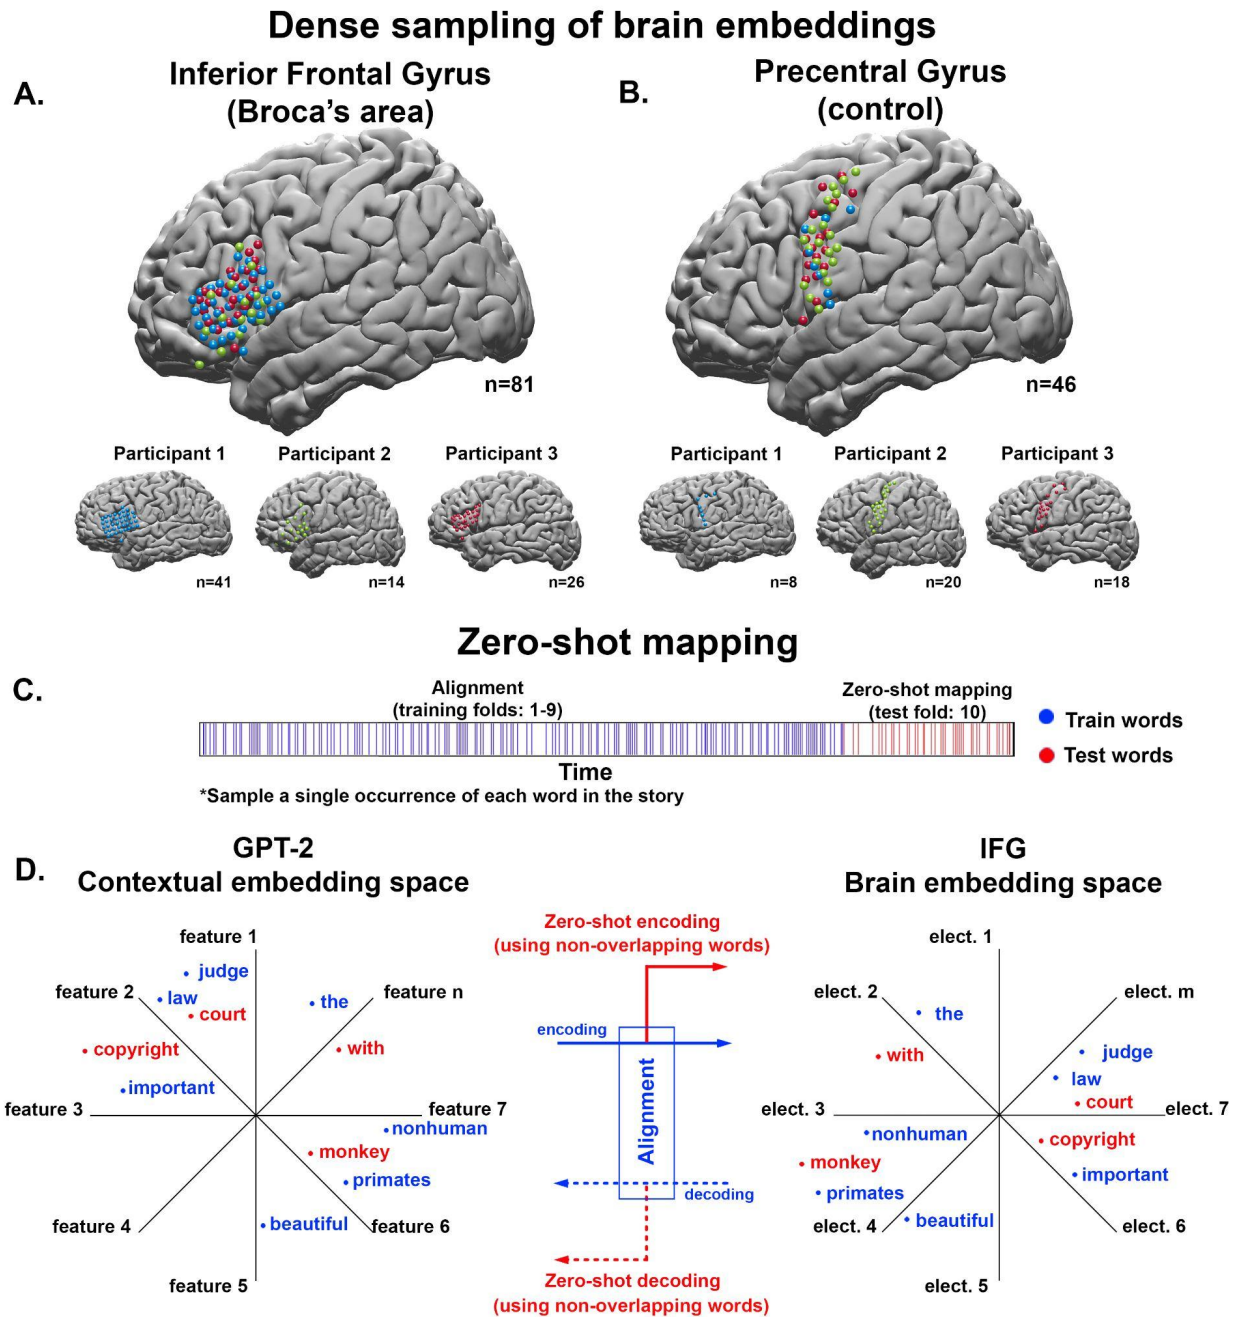 Dense sampling of brain embeddings
A.
Inferior Frontal Gyrus
(Broca's area)
n=81
Participant 1
Participant 2
Participant 3
n=41
n=14
n=26
B.
Precentral Gyrus
(control)
n=46
Participant 1
Participant 2
Participant 3
n=8
n=20
n=18
Zero-shot mapping
C.
Alignment
(training folds: 1-9)
Zero-shot mapping
(test fold: 10)
Train words
Test words
Time
*Sample a single occurrence of each word in the story
D.
GPT-2
Contextual embedding space
feature 1
judge
feature 2
law
the
feature n
court
copyright
with
important
feature 3
feature 7
nonhuman
monkey
primates
feature 4
beautiful
feature 6
feature 5
Zero-shot encoding
(using non-overlapping words)
encoding
Alignment
decoding
Zero-shot decoding
(using non-overlapping words)
IFG
Brain embedding space
elect. 1
elect. 2
elect. m
the
with
judge
law
court
elect. 3
elect. 7
nonhuman
copyright
monkey
important
primates
elect. 4
beautiful
elect. 6
elect. 5